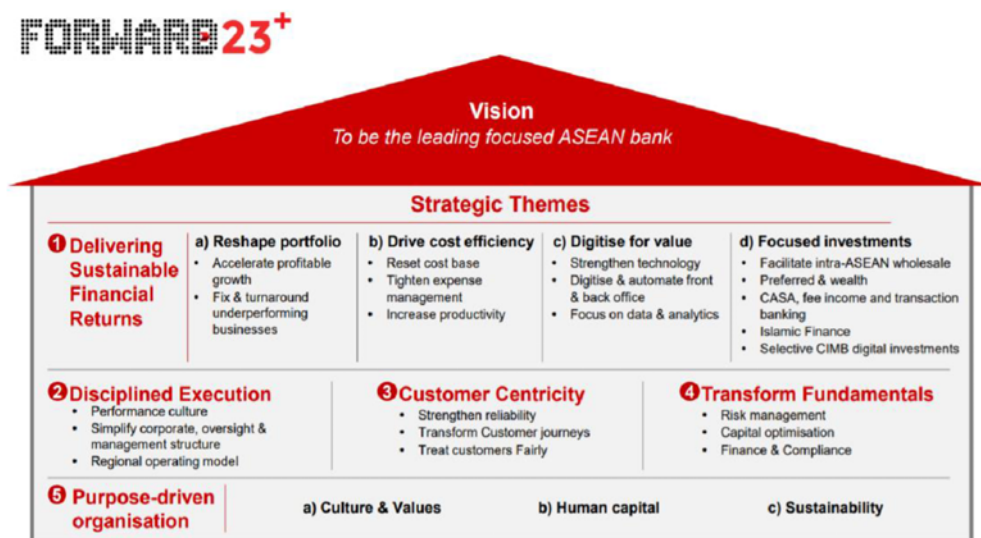 FORWARD23+
Vision
To be the leading focused ASEAN bank
Strategic Themes
1 Delivering
Sustainable
Financial
Returns
a) Reshape portfolio
• Accelerate profitable
growth
• Fix & turnaround
underperforming
businesses
b) Drive cost efficiency
• Reset cost base
• Tighten expense
management
• Increase productivity
c) Digitise for value
• Strengthen technology
• Digitise & automate front
& back office
• Focus on data & analytics
d) Focused investments
• Facilitate intra-ASEAN wholesale
• Preferred & wealth
• CASA, fee income and transaction
banking
• Islamic Finance
• Selective CIMB digital investments
2 Disciplined Execution
• Performance culture
• Simplify corporate, oversight &
management structure
• Regional operating model
3 Customer Centricity
• Strengthen reliability
• Transform Customer journeys
• Treat customers Fairly
4 Transform Fundamentals
• Risk management
• Capital optimisation
• Finance & Compliance
5 Purpose-driven
organisation
a) Culture & Values
b) Human capital
c) Sustainability